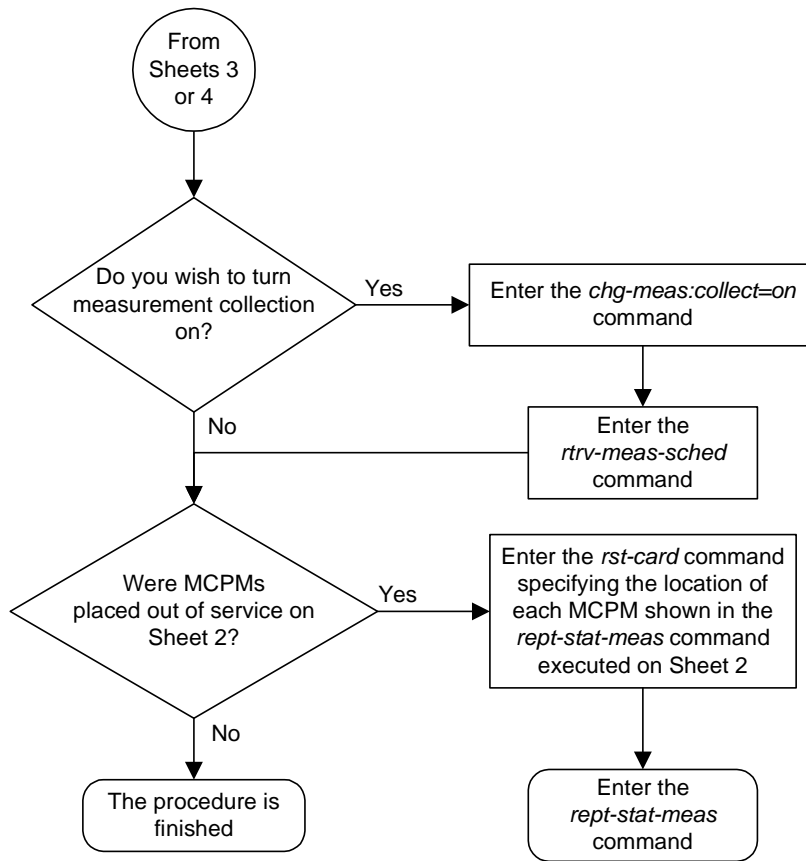 From
Sheets 3
or 4
Do you wish to turn
measurement collection
on?
Yes
Enter the chg-meas:collect=on
command
No
Enter the
rtrv-meas-sched
command
Were MCPMs
placed out of service on
Sheet 2?
Yes
Enter the rst-card command
specifying the location of
each MCPM shown in the
rept-stat-meas command
executed on Sheet 2
No
The procedure is
finished
Enter the
rept-stat-meas
command